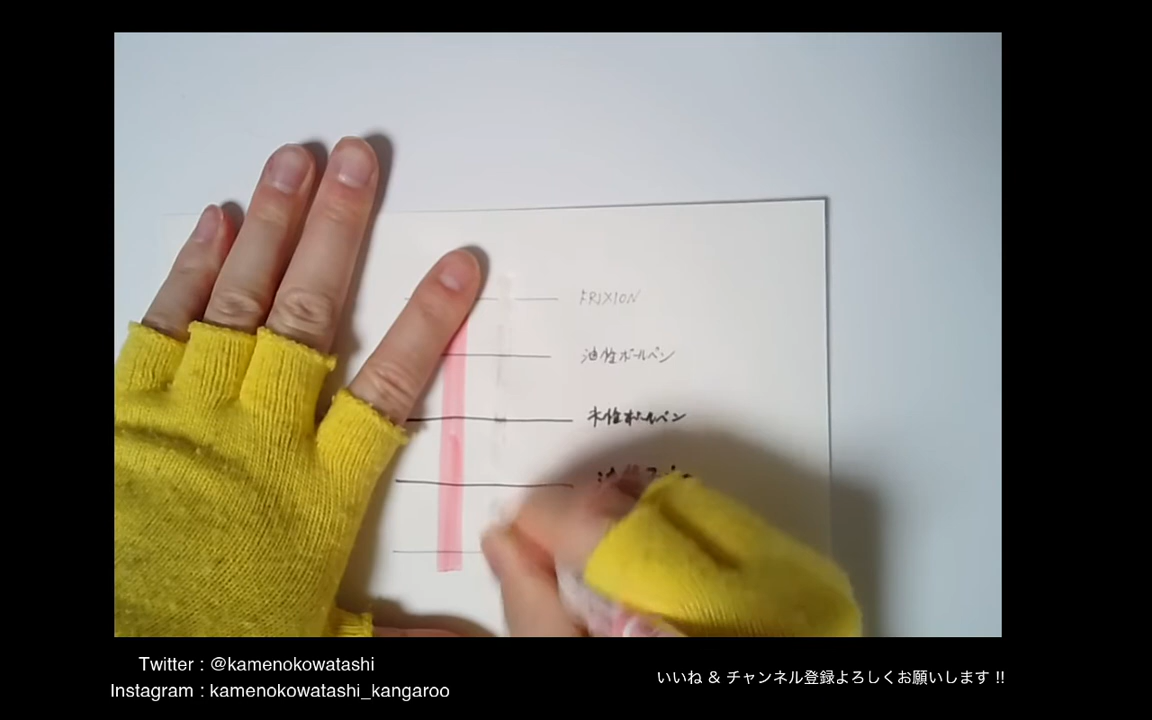 FRIXION
油性ボールペン
水性ボールペン
Twitter : @kamenokowatashi
Instagram : kamenokowatashi_kangaroo
いいね & チャンネル登録よろしくお願いします !!